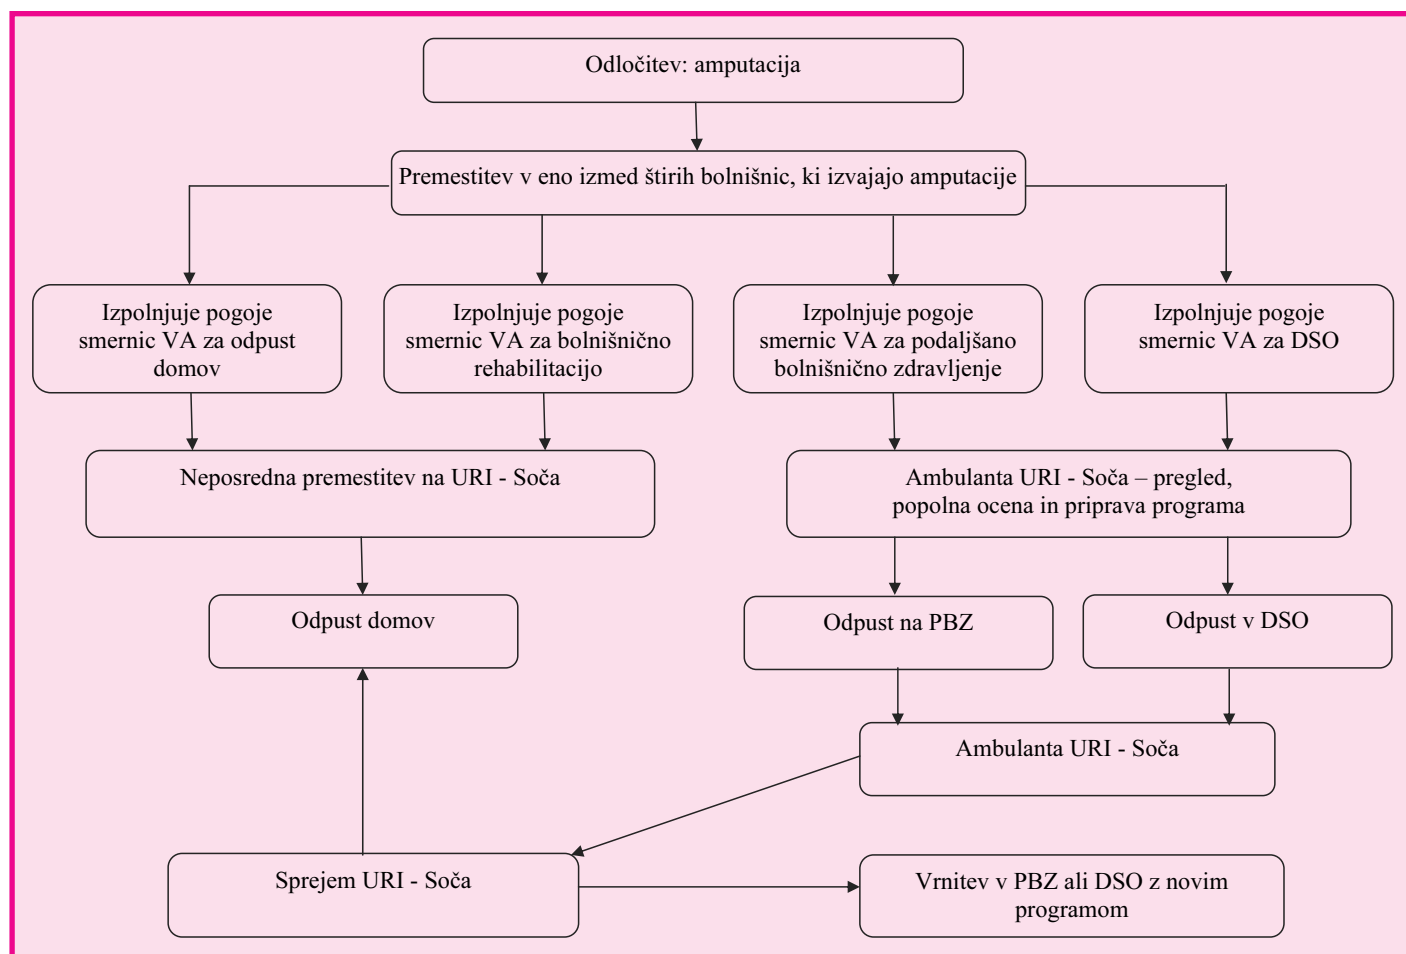 Odločitev: amputacija
Premestitev v eno izmed štirih bolnišnic, ki izvajajo amputacije
Izpolnjuje pogoje
smernic VA za odpust
domov
Izpolnjuje pogoje
smernic VA za bolnišnično
rehabilitacijo
Izpolnjuje pogoje
smernic VA za podaljšano
bolnišnično zdravljenje
Izpolnjuje pogoje
smernic VA za DSO
Neposredna premestitev na URI - Soča
Ambulanta URI - Soča – pregled,
popolna ocena in priprava programa
Odpust domov
Odpust na PBZ
Odpust v DSO
Ambulanta URI - Soča
Sprejem URI - Soča
Vrnitev v PBZ ali DSO z novim
programom